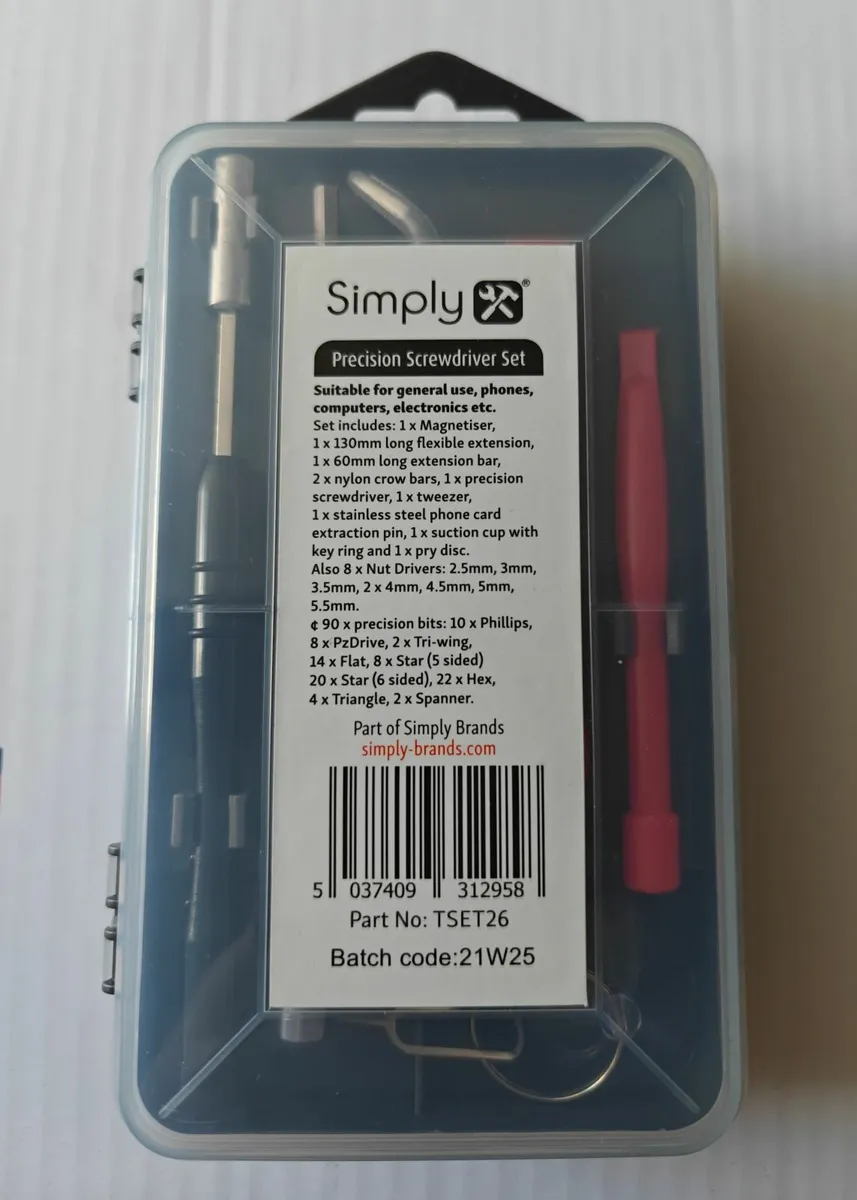 Simply®
Precision Screwdriver Set
Suitable for general use, phones,
computers, electronics etc.
Set includes: 1 x Magnetiser,
1 x 130mm long flexible extension,
1 x 60mm long extension bar,
2 x nylon crow bars, 1 x precision
screwdriver, 1 x tweezer,
1 x stainless steel phone card
extraction pin, 1 x suction cup with
key ring and 1 x pry disc.
Also 8 x Nut Drivers: 2.5mm, 3mm,
3.5mm, 2 x 4mm, 4.5mm, 5mm,
5.5mm.
¢ 90 x precision bits: 10 x Phillips,
8 x PzDrive, 2 x Tri-wing,
14 x Flat, 8 x Star (5 sided)
20 x Star (6 sided), 22 x Hex,
4 x Triangle, 2 x Spanner.
Part of Simply Brands
simply-brands.com
5 037409 312958
Part No: TSET26
Batch code:21W25